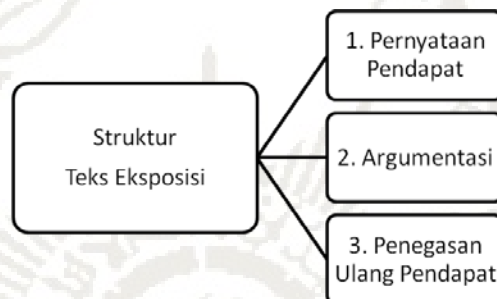 Struktur
Teks Eksposisi
1. Pernyataan
Pendapat
2. Argumentasi
3. Penegasan
Ulang Pendapat